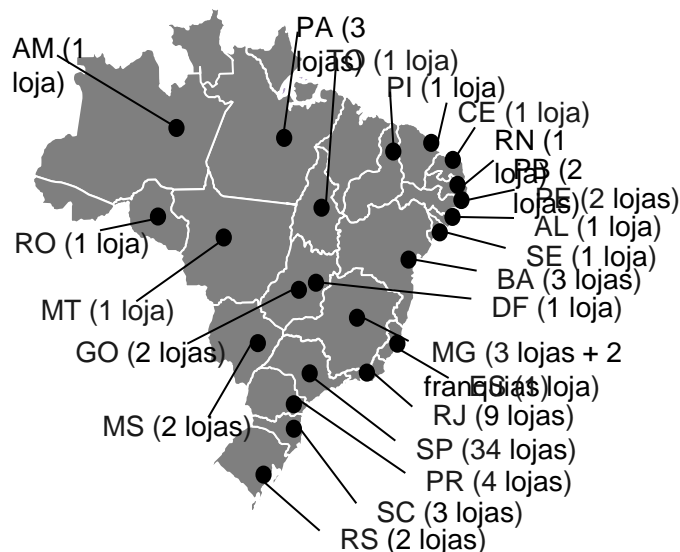 PA (3
lojas)
AM (1
loja)
TO (1 loja)
PI (1 loja)
CE (1 loja)
RN (1
loja)
PB (2
lojas)
PE (2 lojas)
AL (1 loja)
SE (1 loja)
BA (3 lojas)
DF (1 loja)
RO (1 loja)
MT (1 loja)
GO (2 lojas)
MG (3 lojas + 2
franquias)
ES (1 loja)
MS (2 lojas)
RJ (9 lojas)
SP (34 lojas)
PR (4 lojas)
SC (3 lojas)
RS (2 lojas)